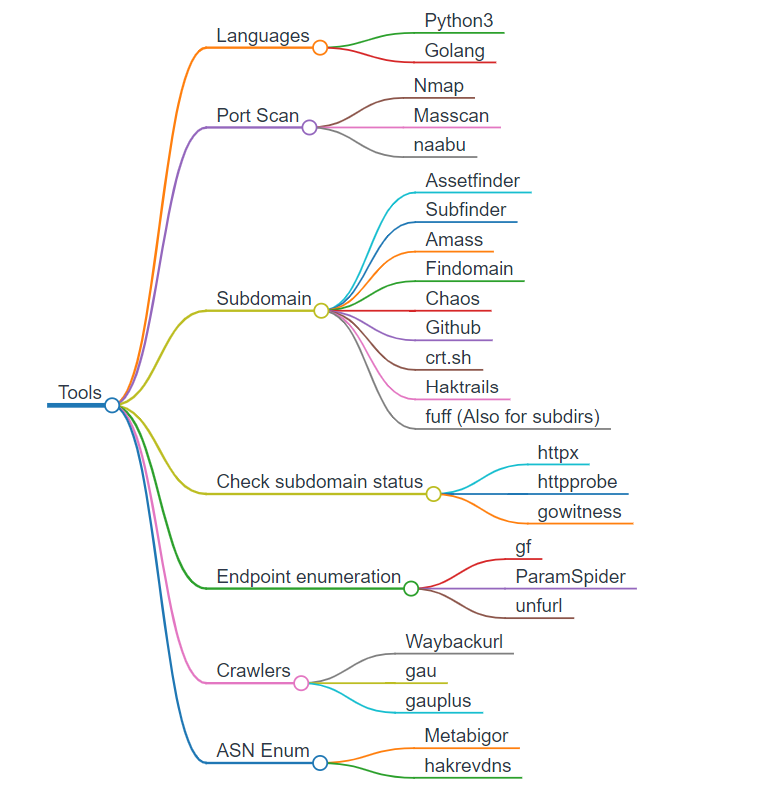 Languages
Python3
Golang
Port Scan
Nmap
Masscan
naabu
Subdomain
Assetfinder
Subfinder
Amass
Findomain
Chaos
Github
crt.sh
Haktrails
fuff (Also for subdirs)
Tools
Check subdomain status
httpx
httpprobe
gowitness
Endpoint enumeration
gf
ParamSpider
unfurl
Crawlers
Waybackurl
gau
gauplus
ASN Enum
Metabigor
hakrevdns